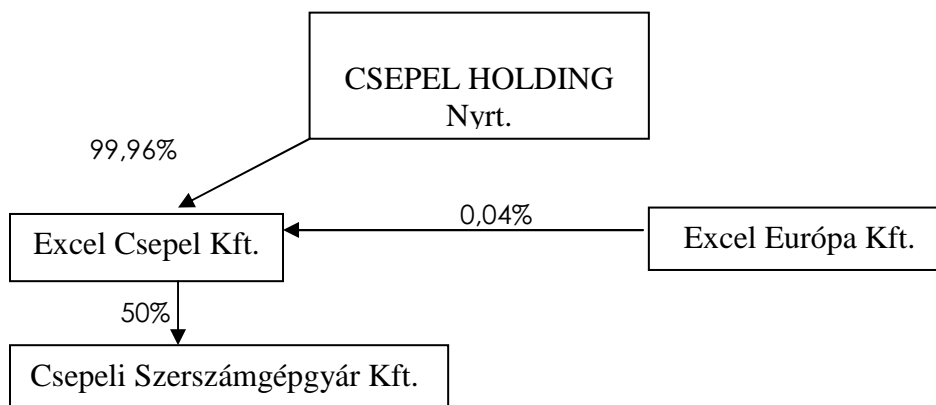 CSEPEL HOLDING
Nyrt.
99,96%
0,04%
Excel Csepel Kft.
Excel Európa Kft.
50%
Csepeli Szerszámgépgyár Kft.